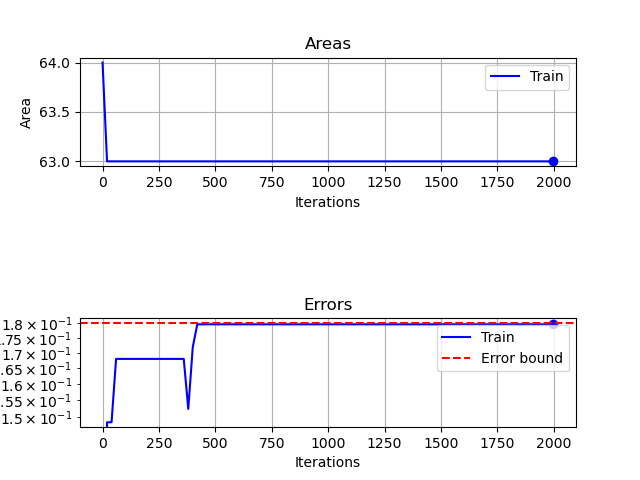 Areas
64.0
63.5
63.0
Area
Train
0 250 500 750 1000 1250 1500 1750 2000
Iterations
Errors
1.8 × 10⁻¹
.75 × 10⁻¹
1.7 × 10⁻¹
.65 × 10⁻¹
1.6 × 10⁻¹
.55 × 10⁻¹
1.5 × 10⁻¹
Train
Error bound
0 250 500 750 1000 1250 1500 1750 2000
Iterations